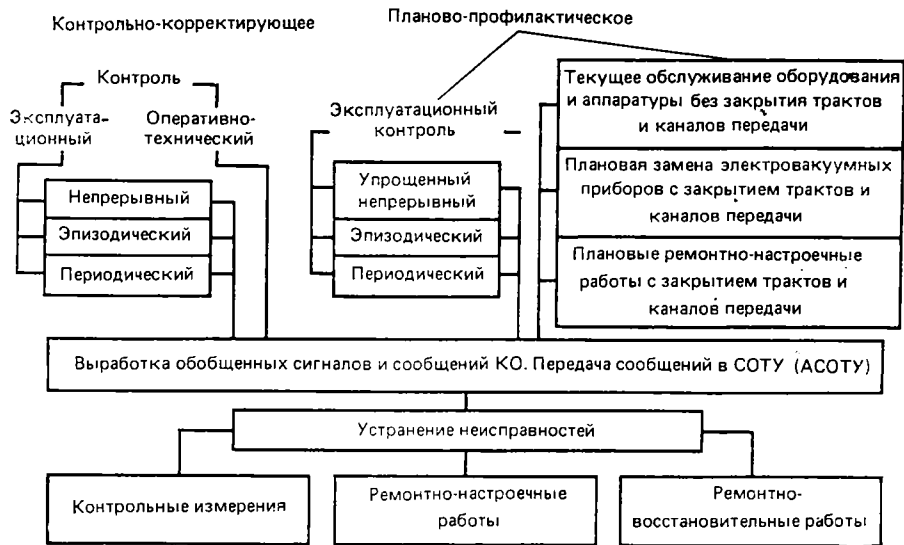 Контрольно-корректирующее
Планово-профилактическое
Контроль
Эксплуата-
ционный
Оперативно-
технический
Непрерывный
Эпизодический
Периодический
Эксплуатационный
контроль
Упрощенный
непрерывный
Эпизодический
Периодический
Текущее обслуживание оборудования
и аппаратуры без закрытия трактов
и каналов передачи
Плановая замена электровакуумных
приборов с закрытием трактов и
каналов передачи
Плановые ремонтно-настроечные
работы с закрытием трактов и
каналов передачи
Выработка обобщенных сигналов и сообщений КО. Передача сообщений в СОТУ (АСОТУ)
Устранение неисправностей
Контрольные измерения
Ремонтно-настроечные
работы
Ремонтно-
восстановительные работы